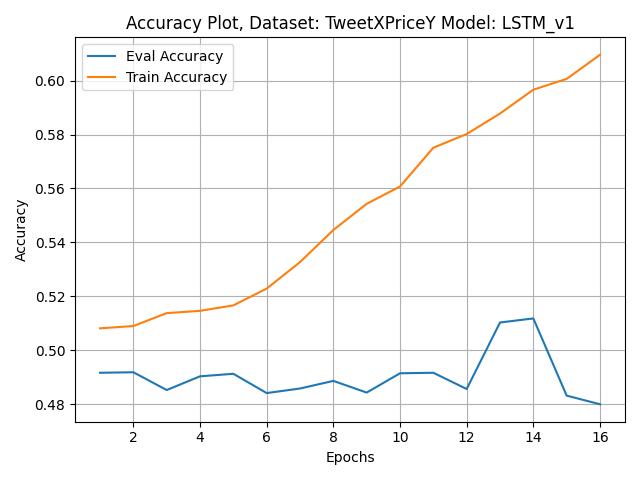 Accuracy Plot, Dataset: TweetXPriceY Model: LSTM_v1
Eval Accuracy
Train Accuracy
0.60
0.58
0.56
0.54
0.52
0.50
0.48
Accuracy
2 4 6 8 10 12 14 16
Epochs